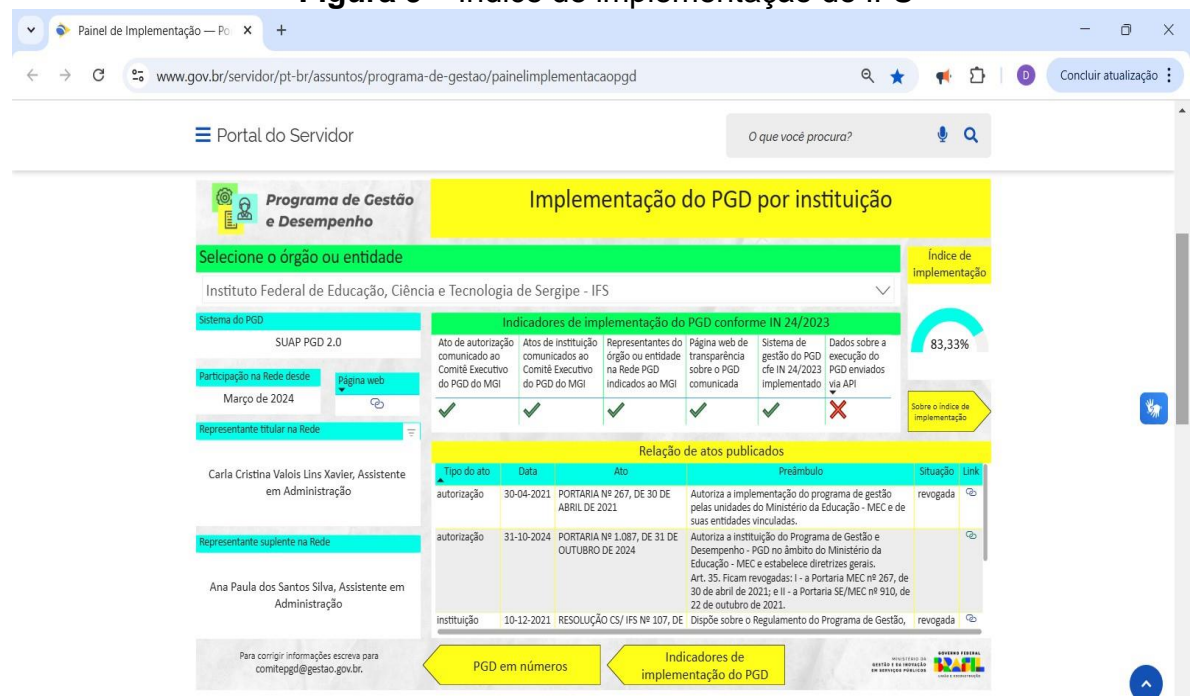 Painel de Implementação — Po
www.gov.br/servidor/pt-br/assuntos/programa-de-gestao/painelimplementacaopgd
D
Concluir atualização
Portal do Servidor
O que você procura?
Programa de Gestão
e Desempenho
Implementação do PGD por instituição
Selecione o órgão ou entidade
Instituto Federal de Educação, Ciência e Tecnologia de Sergipe - IFS
Índice de
implementação
83,33%
Sobre o índice de
implementação
Sistema do PGD
SUAP PGD 2.0
Participação na Rede desde
Março de 2024
Página web
Representante titular na Rede
Carla Cristina Valois Lins Xavier, Assistente
em Administração
Representante suplente na Rede
Ana Paula dos Santos Silva, Assistente em
Administração
Indicadores de implementação do PGD conforme IN 24/2023
Ato de autorização
comunicado ao
Comitê Executivo
do PGD do MGI
Atos de instituição
comunicados ao
Comitê Executivo
do PGD do MGI
Representantes do
órgão ou entidade
na Rede PGD
indicados ao MGI
Página web de
transparência
sobre o PGD
comunicada
Sistema de
gestão do PGD
cfe IN 24/2023
implementado
Dados sobre a
execução do
PGD enviados
via API
Relação de atos publicados
Tipo do ato Data Ato Preâmbulo Situação Link
autorização 30-04-2021 PORTARIA Nº 267, DE 30 DE Autoriza a implementação do programa de gestão revogada
ABRIL DE 2021 pelas unidades do Ministério da Educação - MEC e de
suas entidades vinculadas.
autorização 31-10-2024 PORTARIA Nº 1.087, DE 31 DE Autoriza a instituição do Programa de Gestão e
OUTUBRO DE 2024 Desempenho - PGD no âmbito do Ministério da
Educação - MEC e estabelece diretrizes gerais.
Art. 35. Ficam revogadas: I - a Portaria MEC nº 267, de
30 de abril de 2021; e II - a Portaria SE/MEC nº 910, de
22 de outubro de 2021.
instituição 10-12-2021 RESOLUÇÃO CS/ IFS Nº 107, DE Dispõe sobre o Regulamento do Programa de Gestão, revogada
Para corrigir informações escreva para
comitepgd@gestao.gov.br.
PGD em números
Indicadores de
implementação do PGD
MINISTÉRIO DA
GESTÃO E DA INOVAÇÃO
EM SERVIÇOS PÚBLICOS
GOVERNO FEDERAL
BRASIL
UNIÃO E RECONSTRUÇÃO